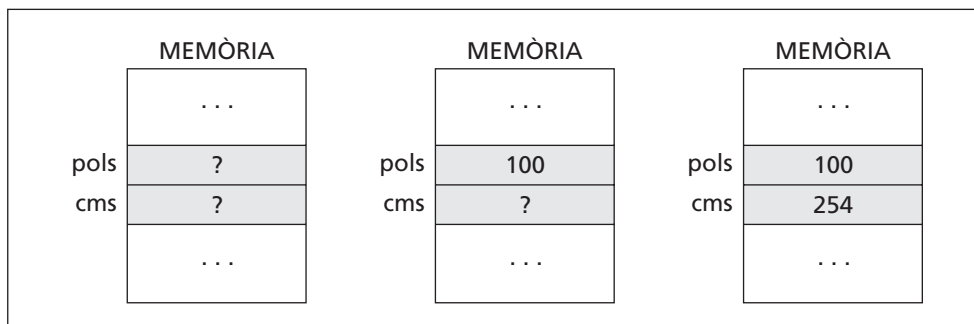 MEMÒRIA MEMÒRIA MEMÒRIA
. . . . . . . . .
pols ? pols 100 pols 100
cms ? cms ? cms 254
. . . . . . . . .